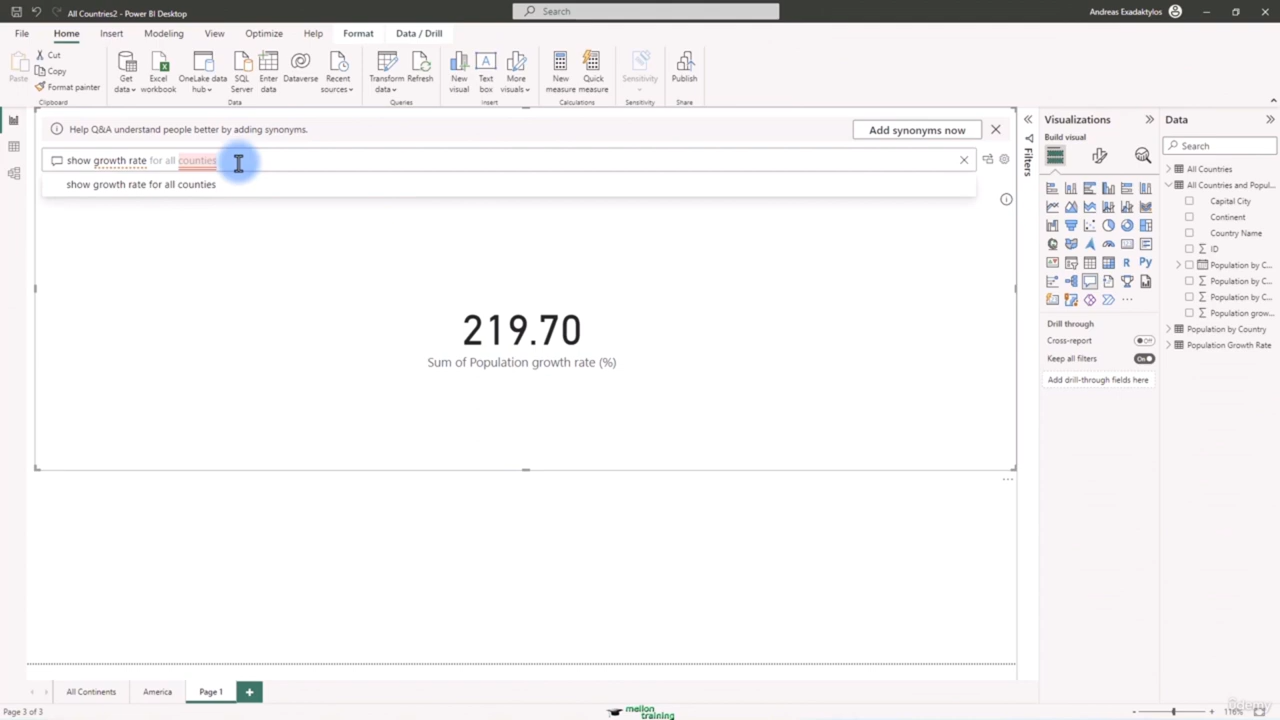 All Countries2 - Power BI Desktop
Search
Andreas Exadaktylos
File Home Insert Modeling View Optimize Help Format Data / Drill
Paste
Cut
Copy
Format painter
Clipboard
Get data
Excel workbook
OneLake data hub
SQL Server
Enter data
Dataverse
Recent sources
Data
Transform data
Refresh
Queries
New visual
Text box
More visuals
Insert
New measure
Quick measure
Calculations
Sensitivity
Sensitivity
Publish
Share
Help Q&A understand people better by adding synonyms.
Add synonyms now
show growth rate for all counties
show growth rate for all counties
219.70
Sum of Population growth rate (%)
Filters
Visualizations
Build visual
R Py
Drill through
Cross-report
Off
Keep all filters
On
Add drill-through fields here
Data
Search
All Countries
All Countries and Popul...
Capital City
Continent
Country Name
ID
Population by C...
Population by C...
Population by C...
Population grow...
Population by Country
Population Growth Rate
All Continents America Page 1
Page 3 of 3
mellon training
116%
ûdemy